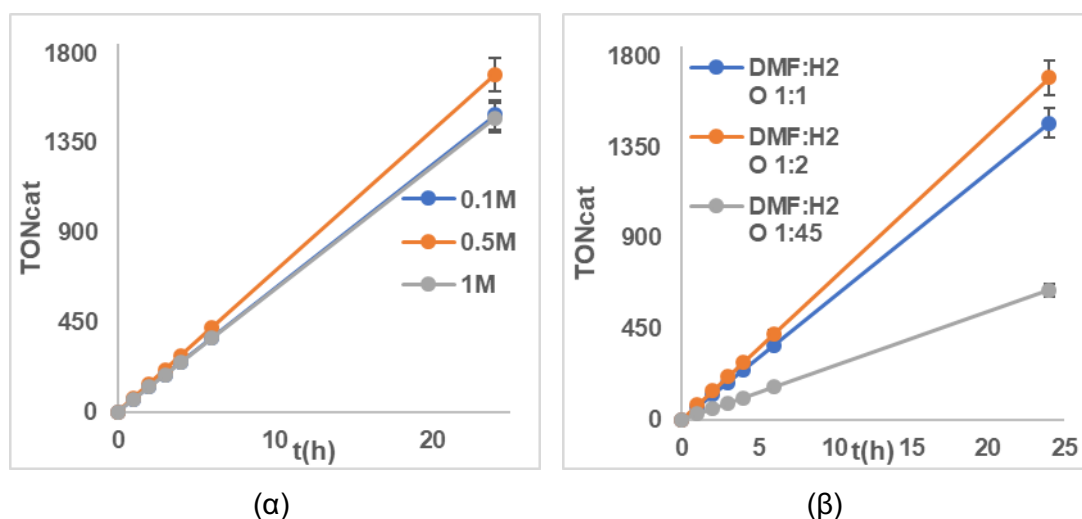 1800
1350
900
450
0
TONcat
0
10
20
t(h)
0.1M
0.5M
1M
(α)
1800
1350
900
450
0
TONcat
DMF:H2
O 1:1
DMF:H2
O 1:2
DMF:H2
O 1:45
0
5
10
15
20
25
t(h)
(β)